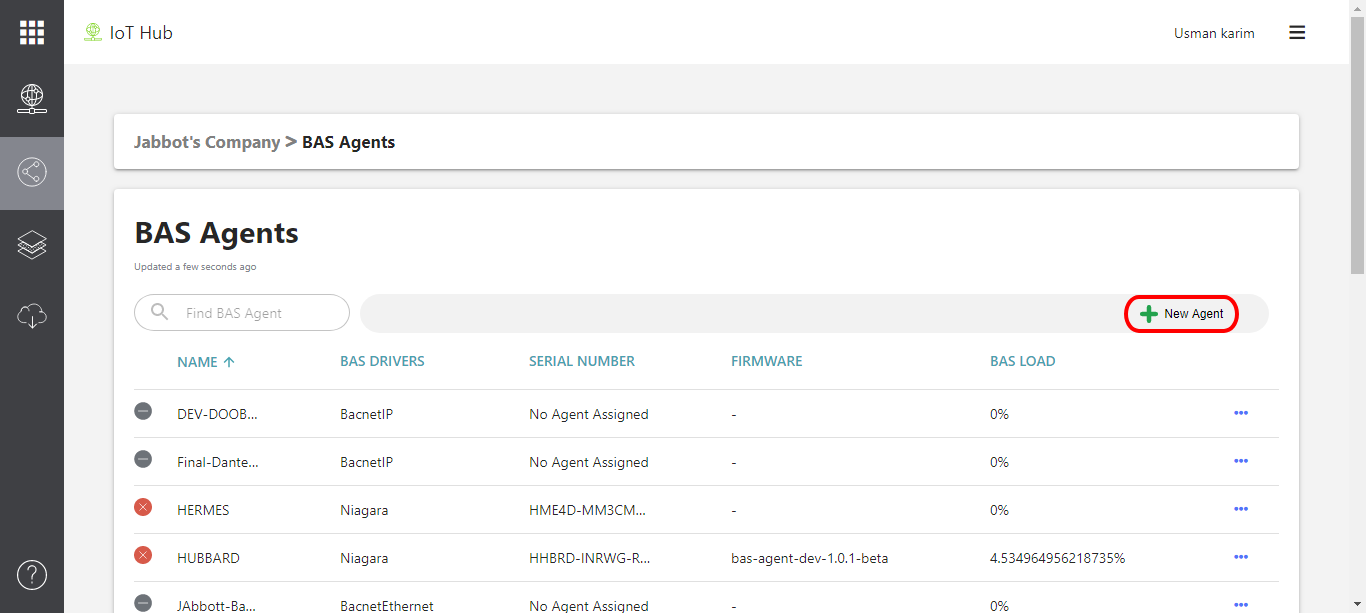 IoT Hub
Usman karim
Jabbot's Company > BAS Agents
BAS Agents
Updated a few seconds ago
Find BAS Agent
New Agent
NAME BAS DRIVERS SERIAL NUMBER FIRMWARE BAS LOAD
DEV-DOOB... BacnetIP No Agent Assigned - 0%
Final-Dante... BacnetIP No Agent Assigned - 0%
HERMES Niagara HME4D-MM3CM... - 0%
HUBBARD Niagara HHBRD-INRWG-R... bas-agent-dev-1.0.1-beta 4.534964956218735%
JAbbott-Ba... BacnetEthernet No Agent Assigned - 0%
?